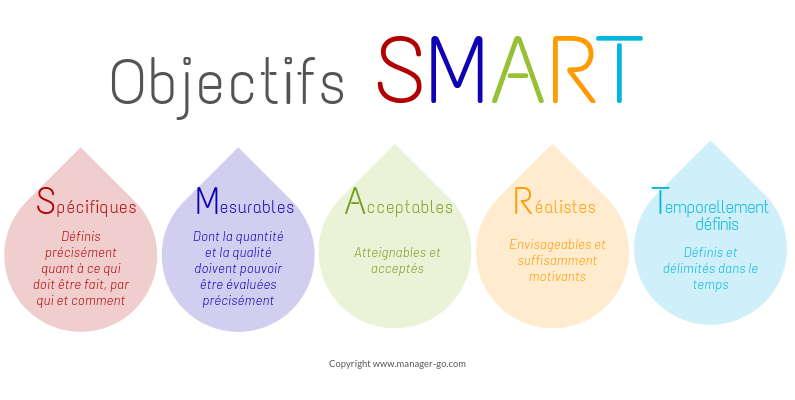 Objectifs SMART
Spécifiques
Définis
précisément
quant à ce qui
doit être fait, par
qui et comment
Mesurables
Dont la quantité
et la qualité
doivent pouvoir
être évaluées
précisément
Acceptables
Atteignables et
acceptés
Réalistes
Envisageables et
suffisamment
motivants
Temporellement
définis
Définis et
délimités dans le
temps
Copyright www.manager-go.com